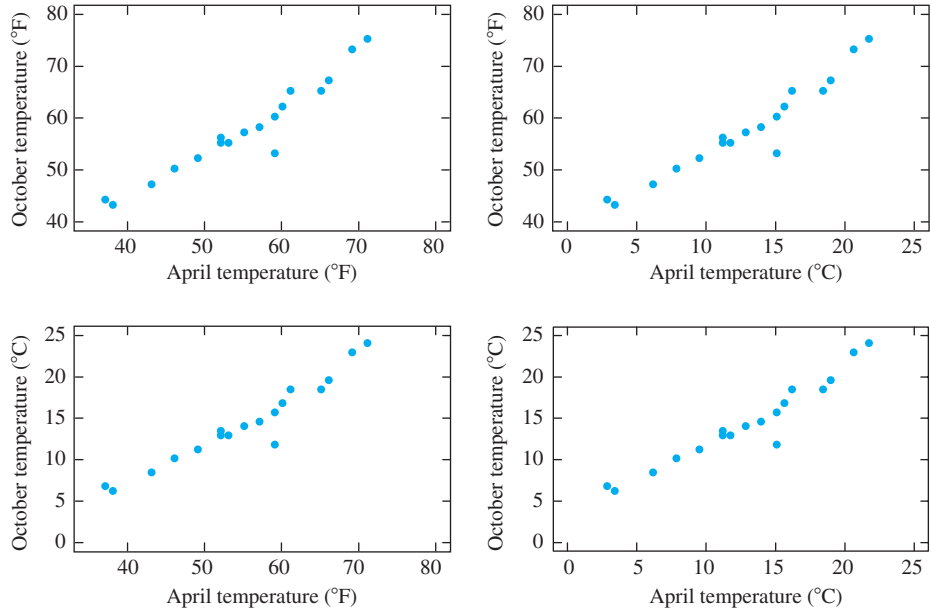 October temperature (°F)
80
70
60
50
40
40 50 60 70 80
April temperature (°F)
October temperature (°F)
80
70
60
50
40
0 5 10 15 20 25
April temperature (°C)
October temperature (°C)
25
20
15
10
5
0
40 50 60 70 80
April temperature (°F)
October temperature (°C)
25
20
15
10
5
0
0 5 10 15 20 25
April temperature (°C)